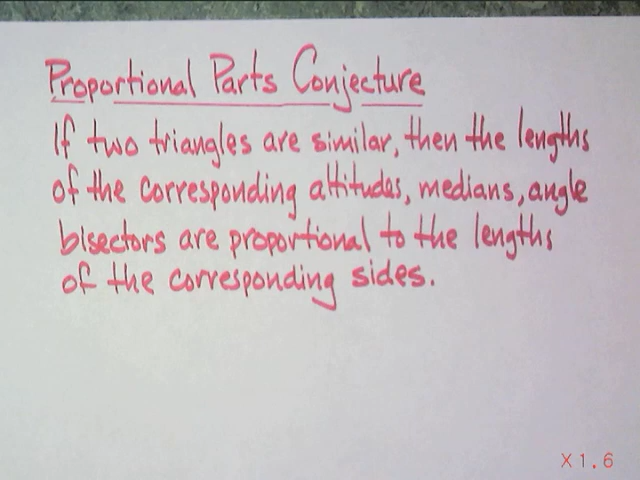 Proportional Parts Conjecture
If two triangles are similar, then the lengths
of the corresponding altitudes, medians, angle
bisectors are proportional to the lengths
of the corresponding sides.
X1.6